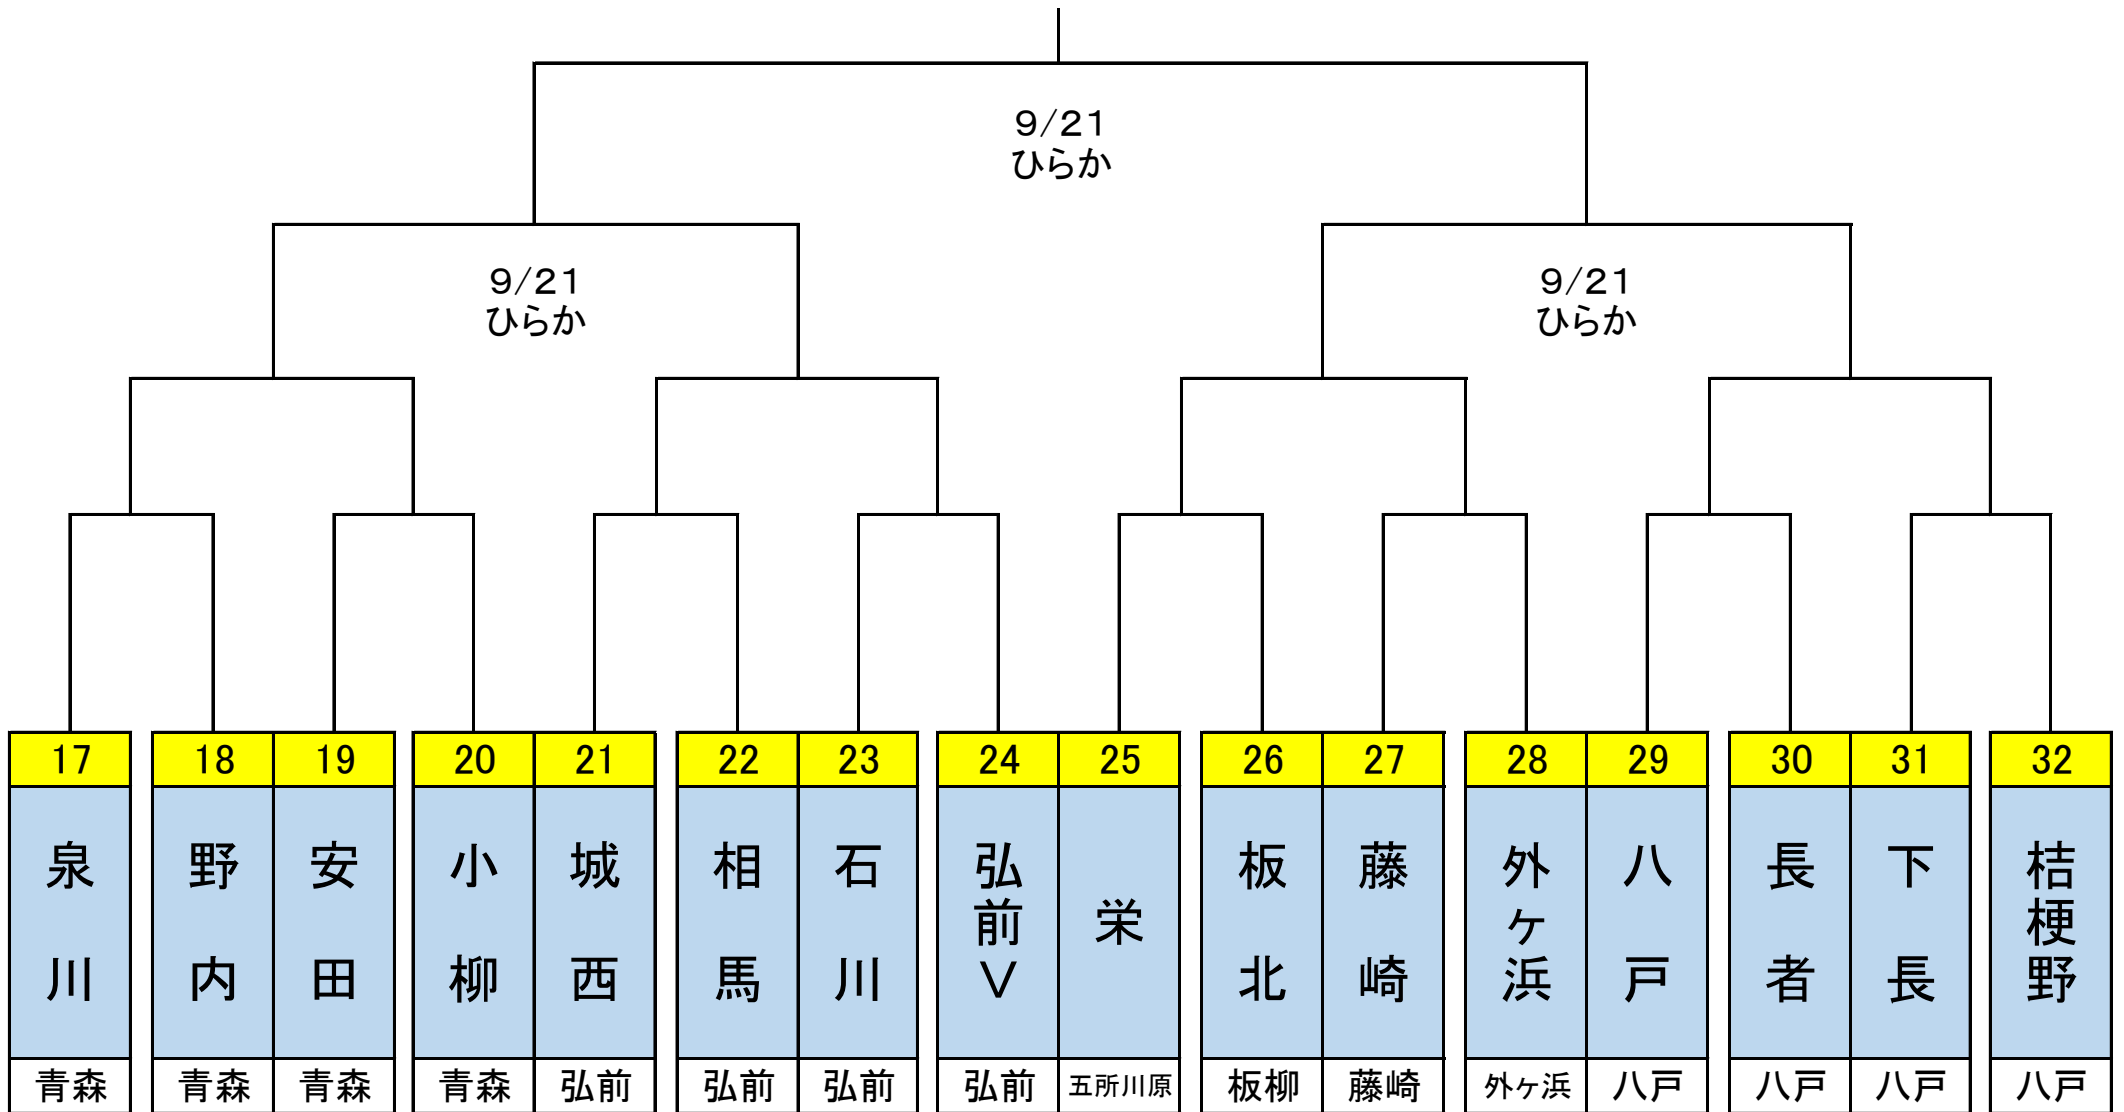 9/21
ひらか
9/21
ひらか
9/21
ひらか
17
18
19
20
21
22
23
24
25
26
27
28
29
30
31
32
泉川
野内
安田
小柳
城西
相馬
石川
弘前V
栄
板北
藤崎
外ヶ浜
八戸
長者
下長
桔梗野
青森
青森
青森
青森
弘前
弘前
弘前
弘前
五所川原
板柳
藤崎
外ヶ浜
八戸
八戸
八戸
八戸